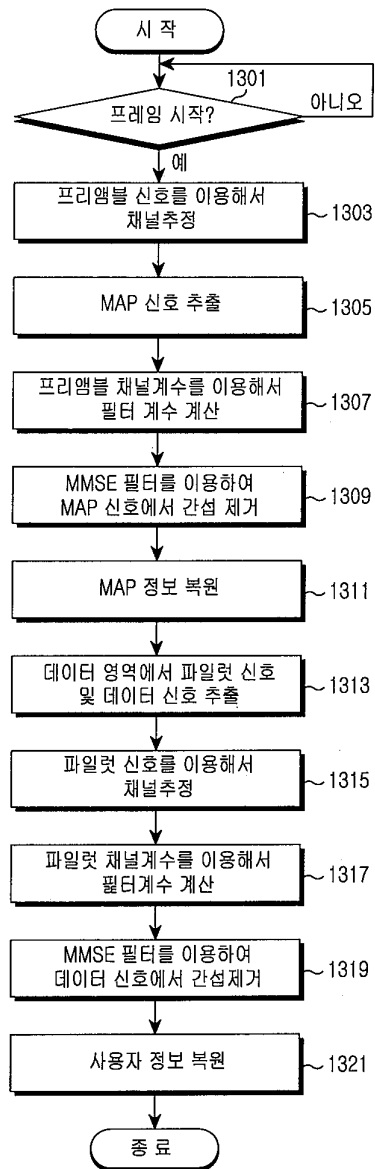 시 작
1301
프레임 시작?
아니오
예
프리앰블 신호를 이용해서
채널추정
1303
MAP 신호 추출
1305
프리앰블 채널계수를 이용해서
필터 계수 계산
1307
MMSE 필터를 이용하여
MAP 신호에서 간섭 제거
1309
MAP 정보 복원
1311
데이터 영역에서 파일럿 신호
및 데이터 신호 추출
1313
파일럿 신호를 이용해서
채널추정
1315
파일럿 채널계수를 이용해서
필터계수 계산
1317
MMSE 필터를 이용하여
데이터 신호에서 간섭제거
1319
사용자 정보 복원
1321
종 료